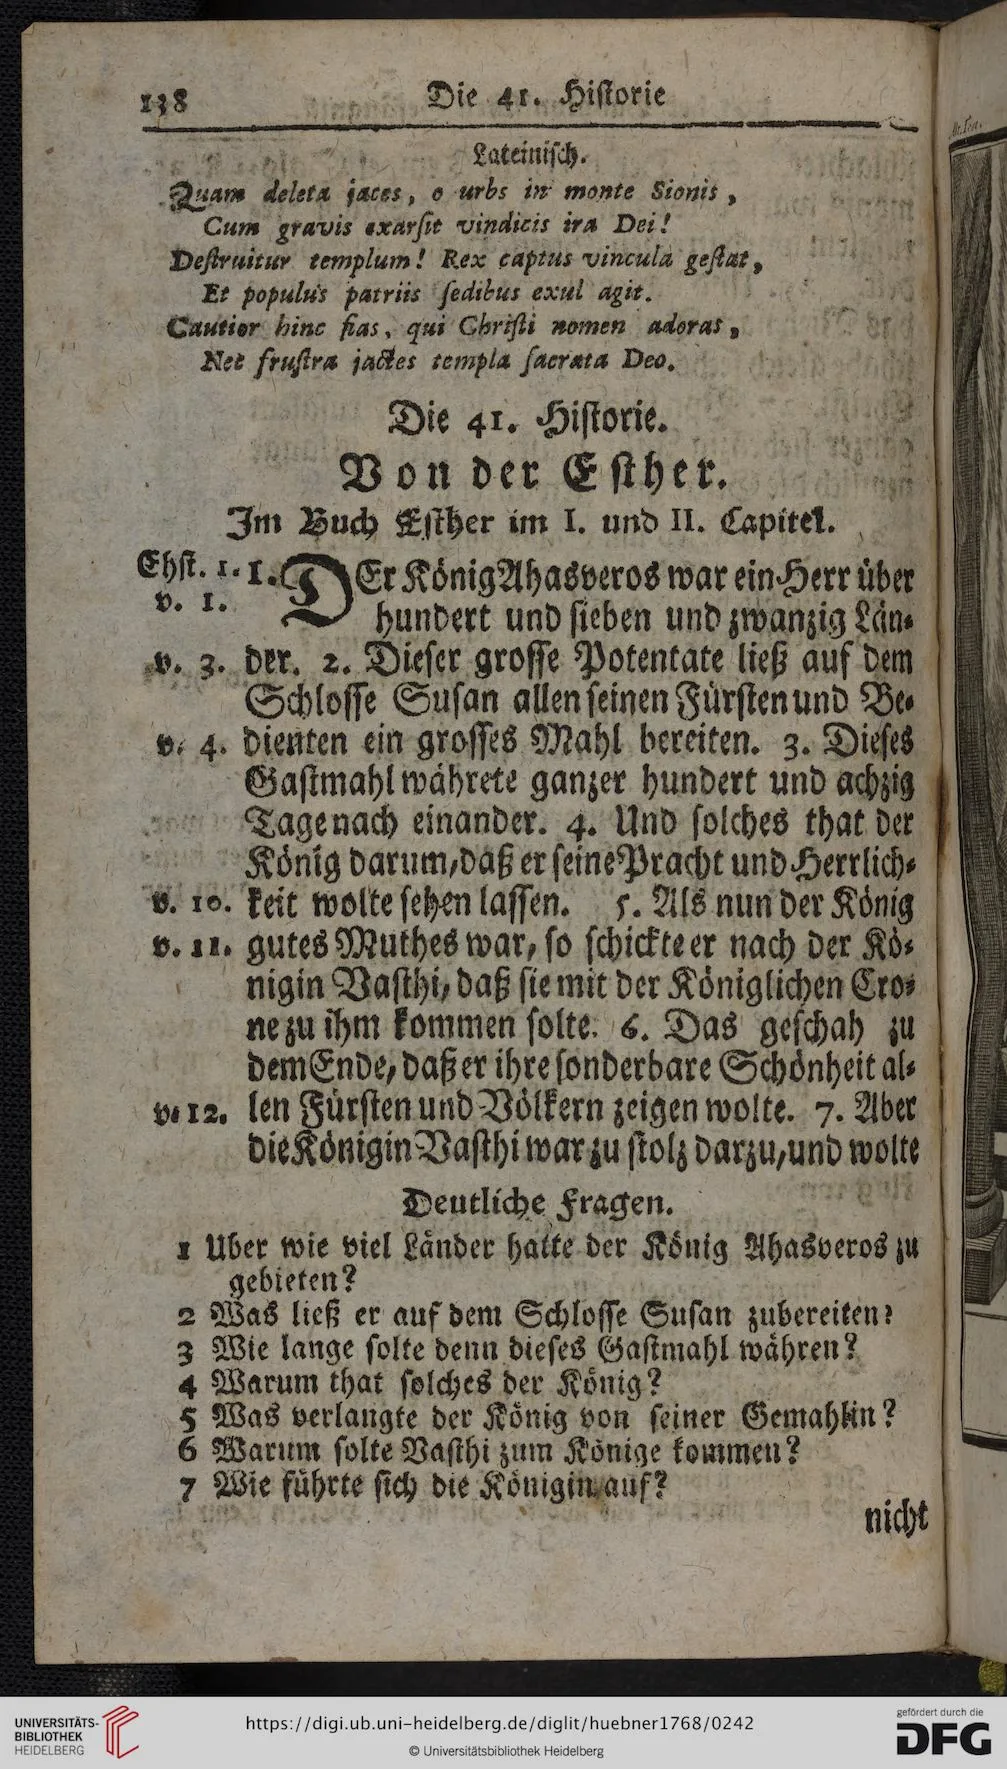 138 Die 41. Historie
Lateinisch.
Quam deleta jaces, o urbs in monte Sionis,
Cum gravis exarſit vindicis ira Dei!
Deſtruitur templum! Rex captus vincula geſtat,
Et populus patriis ſedibus exul agit.
Cautior hinc fias, qui Chriſti nomen adoras,
Nec fruſtra jactes templa ſacrata Deo.
Die 41. Hiſtorie.
Von der Eſther.
Im Buch Eſther im I. und II. Capitel.
Ehſt. 1. 1. DEr König Ahasveros war ein Herr über
v. 1. hundert und ſieben und zwanzig Län-
v. 3. der. 2. Dieſer groſſe Potentate ließ auf dem
Schloſſe Suſan allen ſeinen Fürſten und Be-
v. 4. dienten ein groſſes Mahl bereiten. 3. Dieſes
Gaſtmahl währete ganzer hundert und achzig
Tage nach einander. 4. Und ſolches that der
König darum, daß er ſeine Pracht und Herrlich-
v. 10. keit wolte ſehen laſſen. 5. Als nun der König
v. 11. gutes Muthes war, ſo ſchickte er nach der Kö-
nigin Vaſthi, daß ſie mit der Königlichen Cro-
ne zu ihm kommen ſolte. 6. Das geſchah zu
dem Ende, daß er ihre ſonderbare Schönheit al-
v. 12. len Fürſten und Völkern zeigen wolte. 7. Aber
die Königin Vaſthi war zu ſtolz darzu, und wolte
Deutliche Fragen.
1 Uber wie viel Länder hatte der König Ahasveros zu
gebieten?
2 Was ließ er auf dem Schloſſe Suſan zubereiten?
3 Wie lange ſolte denn dieſes Gaſtmahl währen?
4 Warum that ſolches der König?
5 Was verlangte der König von ſeiner Gemahlin?
6 Warum ſolte Vaſthi zum Könige kommen?
7 Wie führte ſich die Königin auf?
nicht
UNIVERSITÄTS-
BIBLIOTHEK
HEIDELBERG
https://digi.ub.uni-heidelberg.de/diglit/huebner1768/0242
© Universitätsbibliothek Heidelberg
gefördert durch die
DFG